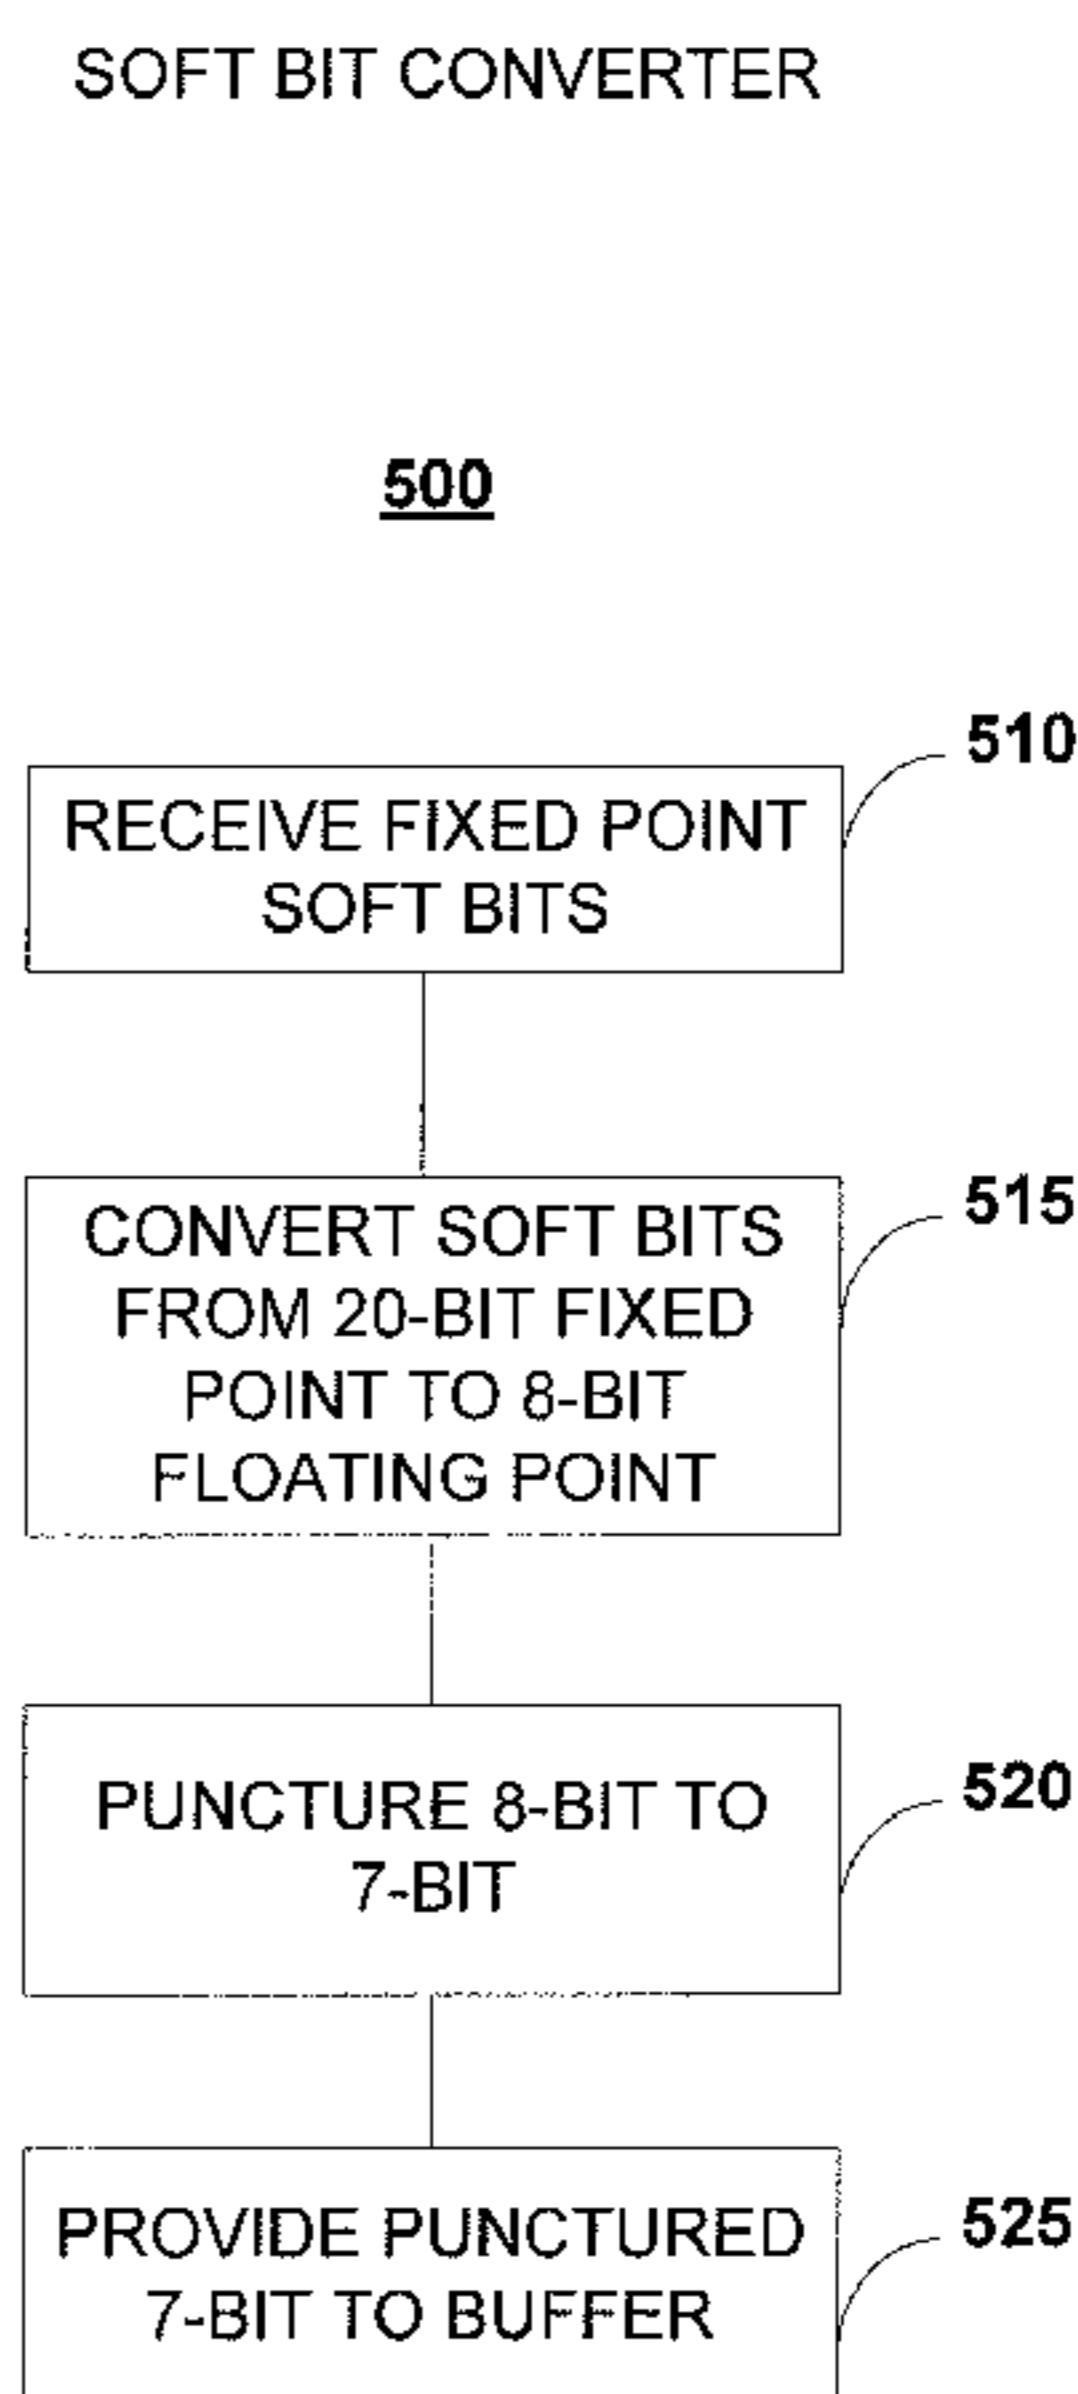 SOFT BIT CONVERTER
500
510
RECEIVE FIXED POINT
SOFT BITS
515
CONVERT SOFT BITS
FROM 20-BIT FIXED
POINT TO 8-BIT
FLOATING POINT
520
PUNCTURE 8-BIT TO
7-BIT
525
PROVIDE PUNCTURED
7-BIT TO BUFFER